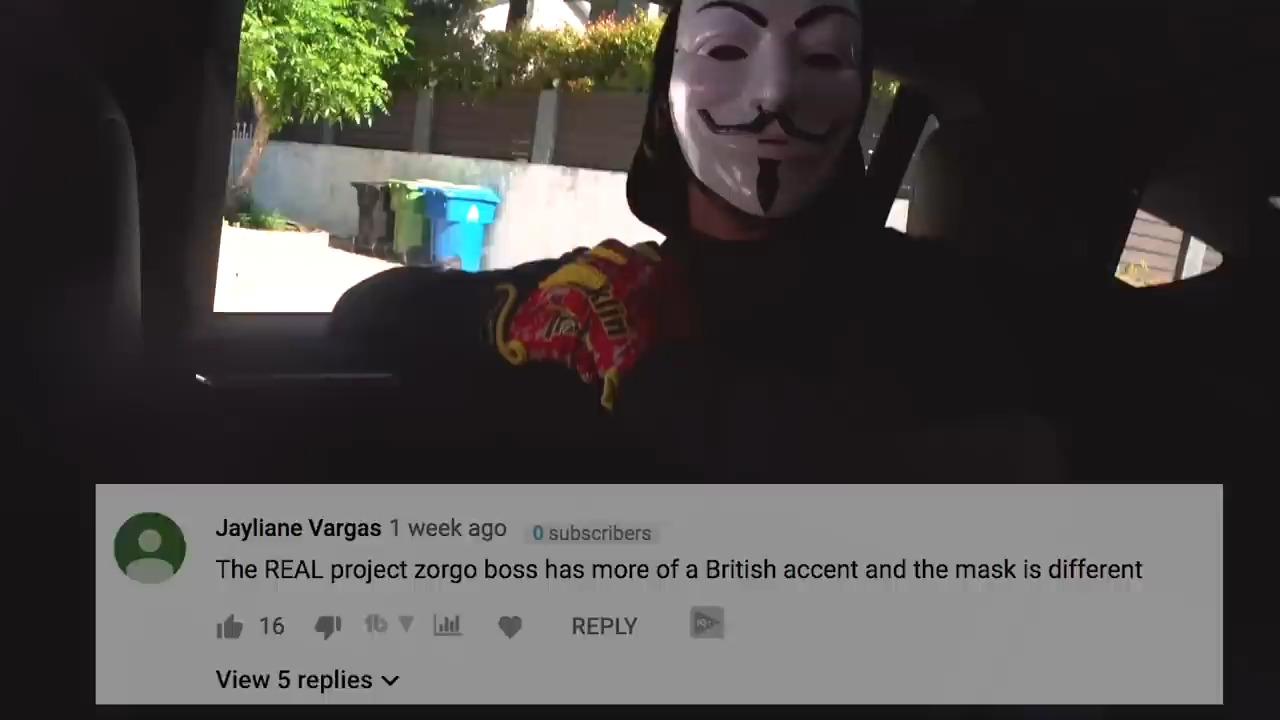 Jayliane Vargas 1 week ago 0 subscribers
The REAL project zorgo boss has more of a British accent and the mask is different
16 REPLY
View 5 replies